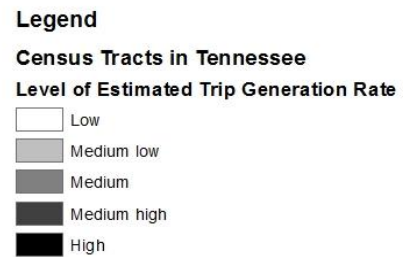 Legend
Census Tracts in Tennessee
Level of Estimated Trip Generation Rate
Low
Medium low
Medium
Medium high
High